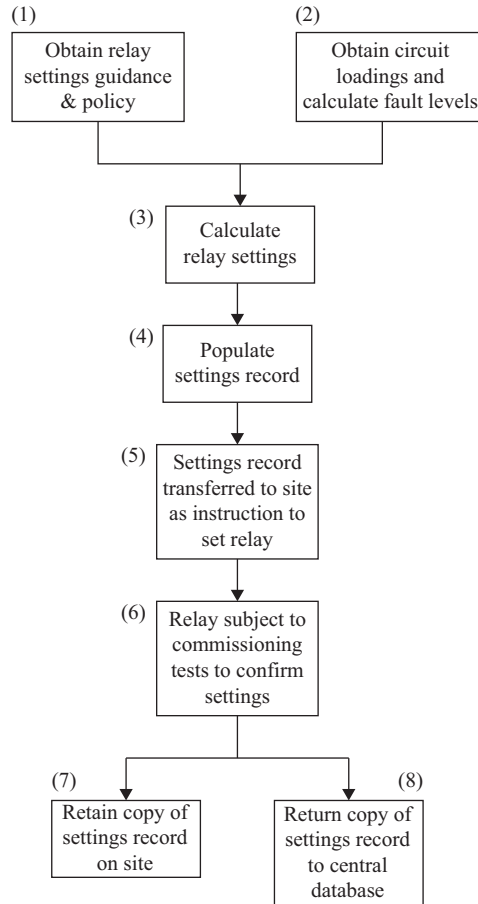 (1)
Obtain relay
settings guidance
& policy
(2)
Obtain circuit
loadings and
calculate fault levels
(3)
Calculate
relay settings
(4)
Populate
settings record
(5)
Settings record
transferred to site
as instruction to
set relay
(6)
Relay subject to
commissioning
tests to confirm
settings
(7)
Retain copy of
settings record
on site
(8)
Return copy of
settings record
to central
database